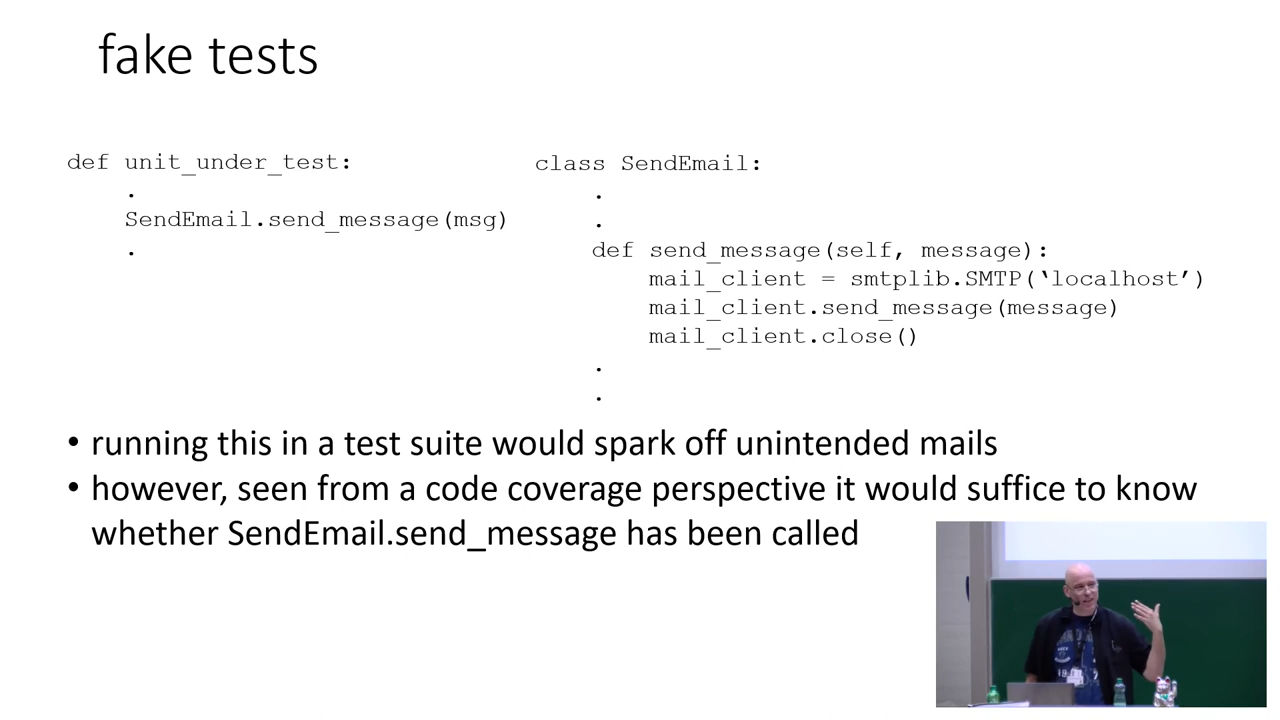 fake tests
def unit_under_test:
.
SendEmail.send_message(msg)
.
class SendEmail:
.
.
def send_message(self, message):
mail_client = smtplib.SMTP(‘localhost’)
mail_client.send_message(message)
mail_client.close()
.
.
• running this in a test suite would spark off unintended mails
• however, seen from a code coverage perspective it would suffice to know
whether SendEmail.send_message has been called